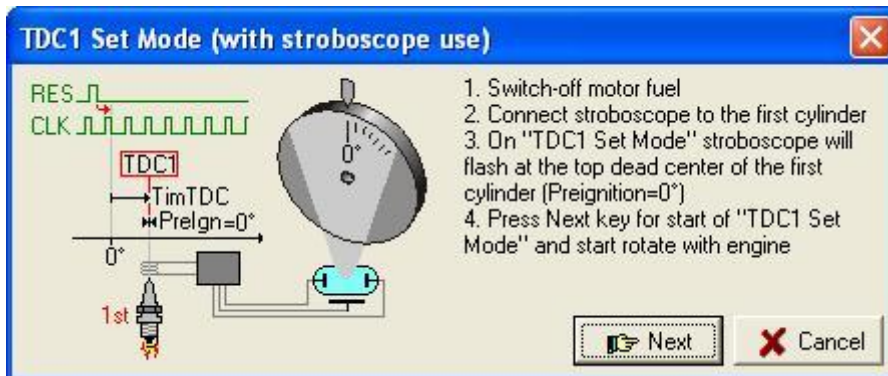 TDC1 Set Mode (with stroboscope use)
RES
CLK
TDC1
TimTDC
PreIgn=0°
0°
1st
0°
1. Switch-off motor fuel
2. Connect stroboscope to the first cylinder
3. On "TDC1 Set Mode" stroboscope will
flash at the top dead center of the first
cylinder (Preignition=0°)
4. Press Next key for start of "TDC1 Set
Mode" and start rotate with engine
Next
Cancel